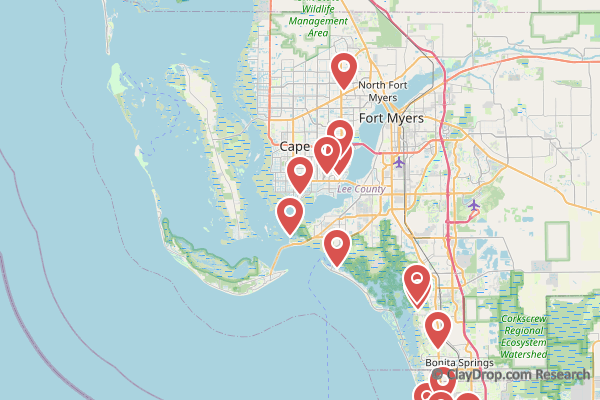 Wildlife
Management
Area
North Fort
Myers
Fort Myers
Cape
Lee County
Corkscrew
Regional
Ecosystem
Watershed
Bonita Springs
© ClayDrop.com Research